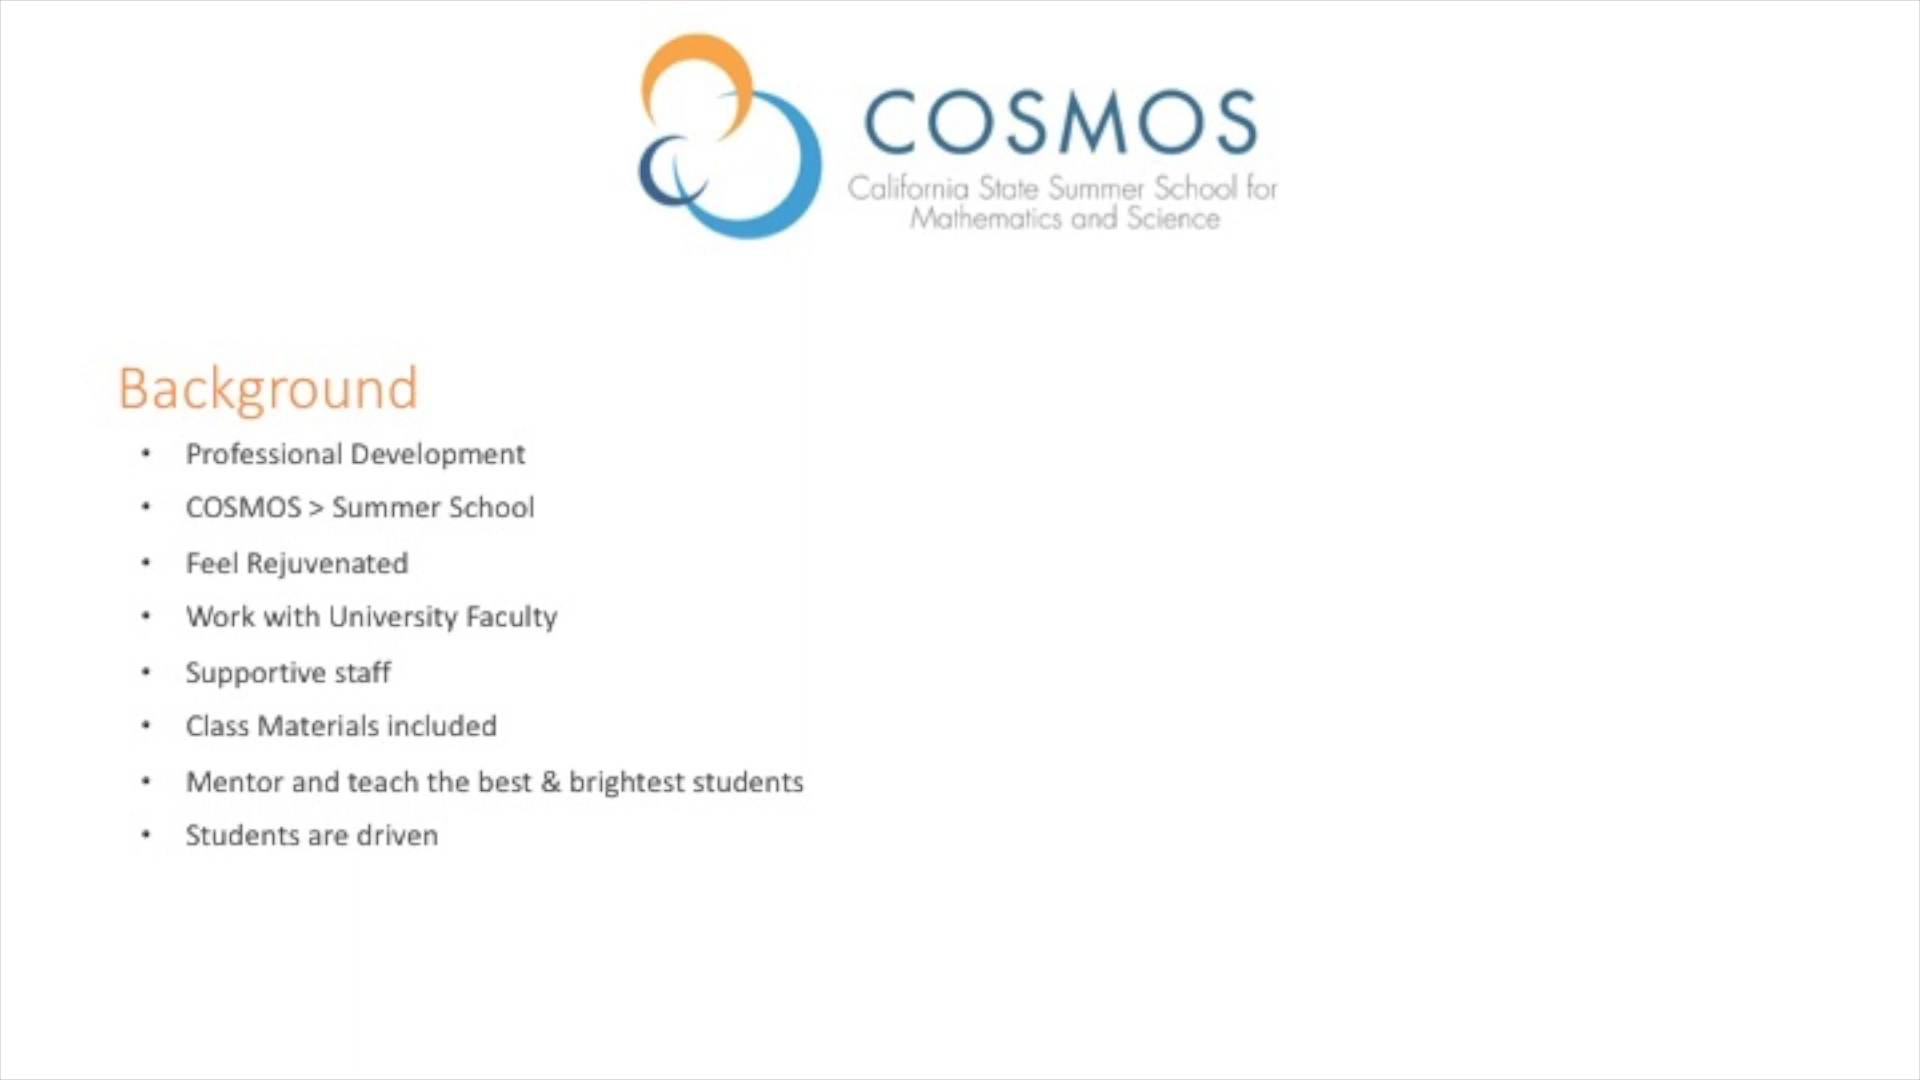 COSMOS
California State Summer School for
Mathematics and Science
Background
• Professional Development
• COSMOS > Summer School
• Feel Rejuvenated
• Work with University Faculty
• Supportive staff
• Class Materials included
• Mentor and teach the best & brightest students
• Students are driven